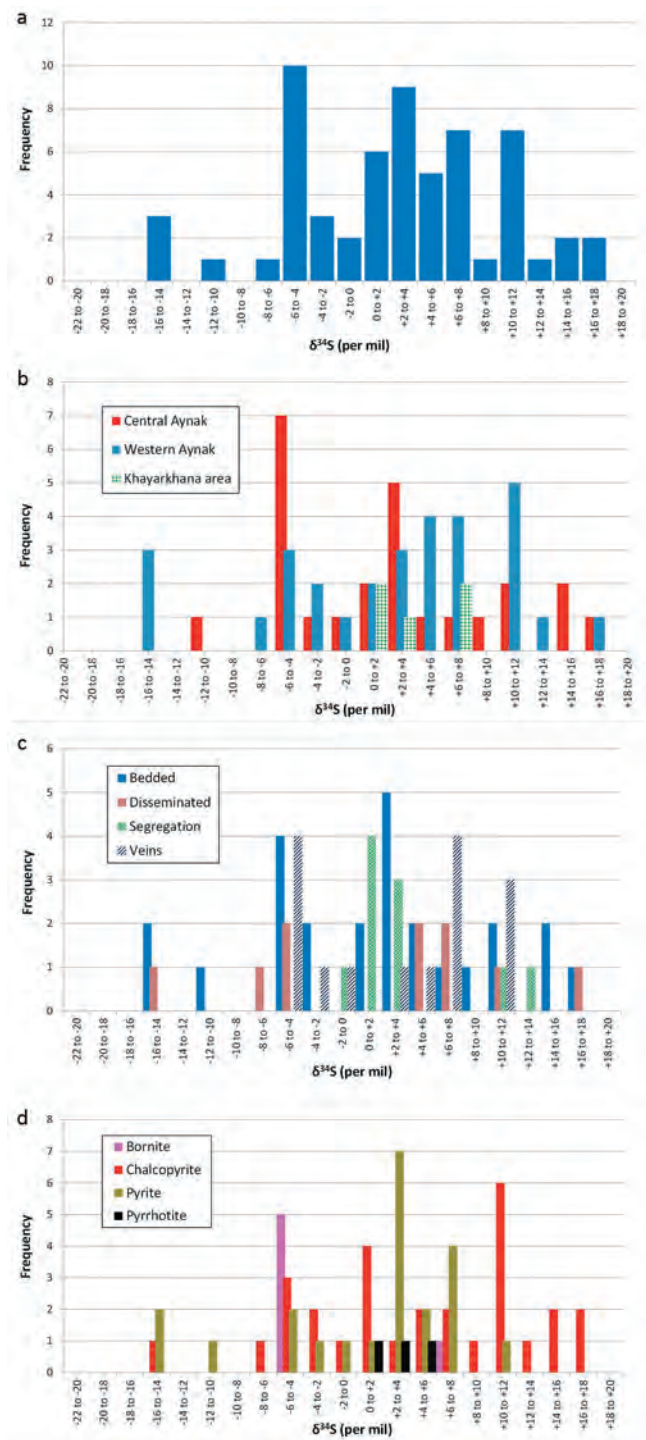 a
12
10
8
6
4
2
0
Frequency
-22 to -20
-20 to -18
-18 to -16
-16 to -14
-14 to -12
-12 to -10
-10 to -8
-8 to -6
-6 to -4
-4 to -2
-2 to 0
0 to +2
+2 to +4
+4 to +6
+6 to +8
+8 to +10
+10 to +12
+12 to +14
+14 to +16
+16 to +18
+18 to +20
δ³⁴S (per mil)
b
8
7
6
5
4
3
2
1
0
Frequency
Central Aynak
Western Aynak
Khayarkhana area
-22 to -20
-20 to -18
-18 to -16
-16 to -14
-14 to -12
-12 to -10
-10 to -8
-8 to -6
-6 to -4
-4 to -2
-2 to 0
0 to +2
+2 to +4
+4 to +6
+6 to +8
+8 to +10
+10 to +12
+12 to +14
+14 to +16
+16 to +18
+18 to +20
δ³⁴S (per mil)
c
6
5
4
3
2
1
0
Frequency
Bedded
Disseminated
Segregation
Veins
-22 to -20
-20 to -18
-18 to -16
-16 to -14
-14 to -12
-12 to -10
-10 to -8
-8 to -6
-6 to -4
-4 to -2
-2 to 0
0 to +2
+2 to +4
+4 to +6
+6 to +8
+8 to +10
+10 to +12
+12 to +14
+14 to +16
+16 to +18
+18 to +20
δ³⁴S (per mil)
d
8
7
6
5
4
3
2
1
0
Frequency
Bornite
Chalcopyrite
Pyrite
Pyrrhotite
-22 to -20
-20 to -18
-18 to -16
-16 to -14
-14 to -12
-12 to -10
-10 to -8
-8 to -6
-6 to -4
-4 to -2
-2 to 0
0 to +2
+2 to +4
+4 to +6
+6 to +8
+8 to +10
+10 to +12
+12 to +14
+14 to +16
+16 to +18
+18 to +20
δ³⁴S (per mil)